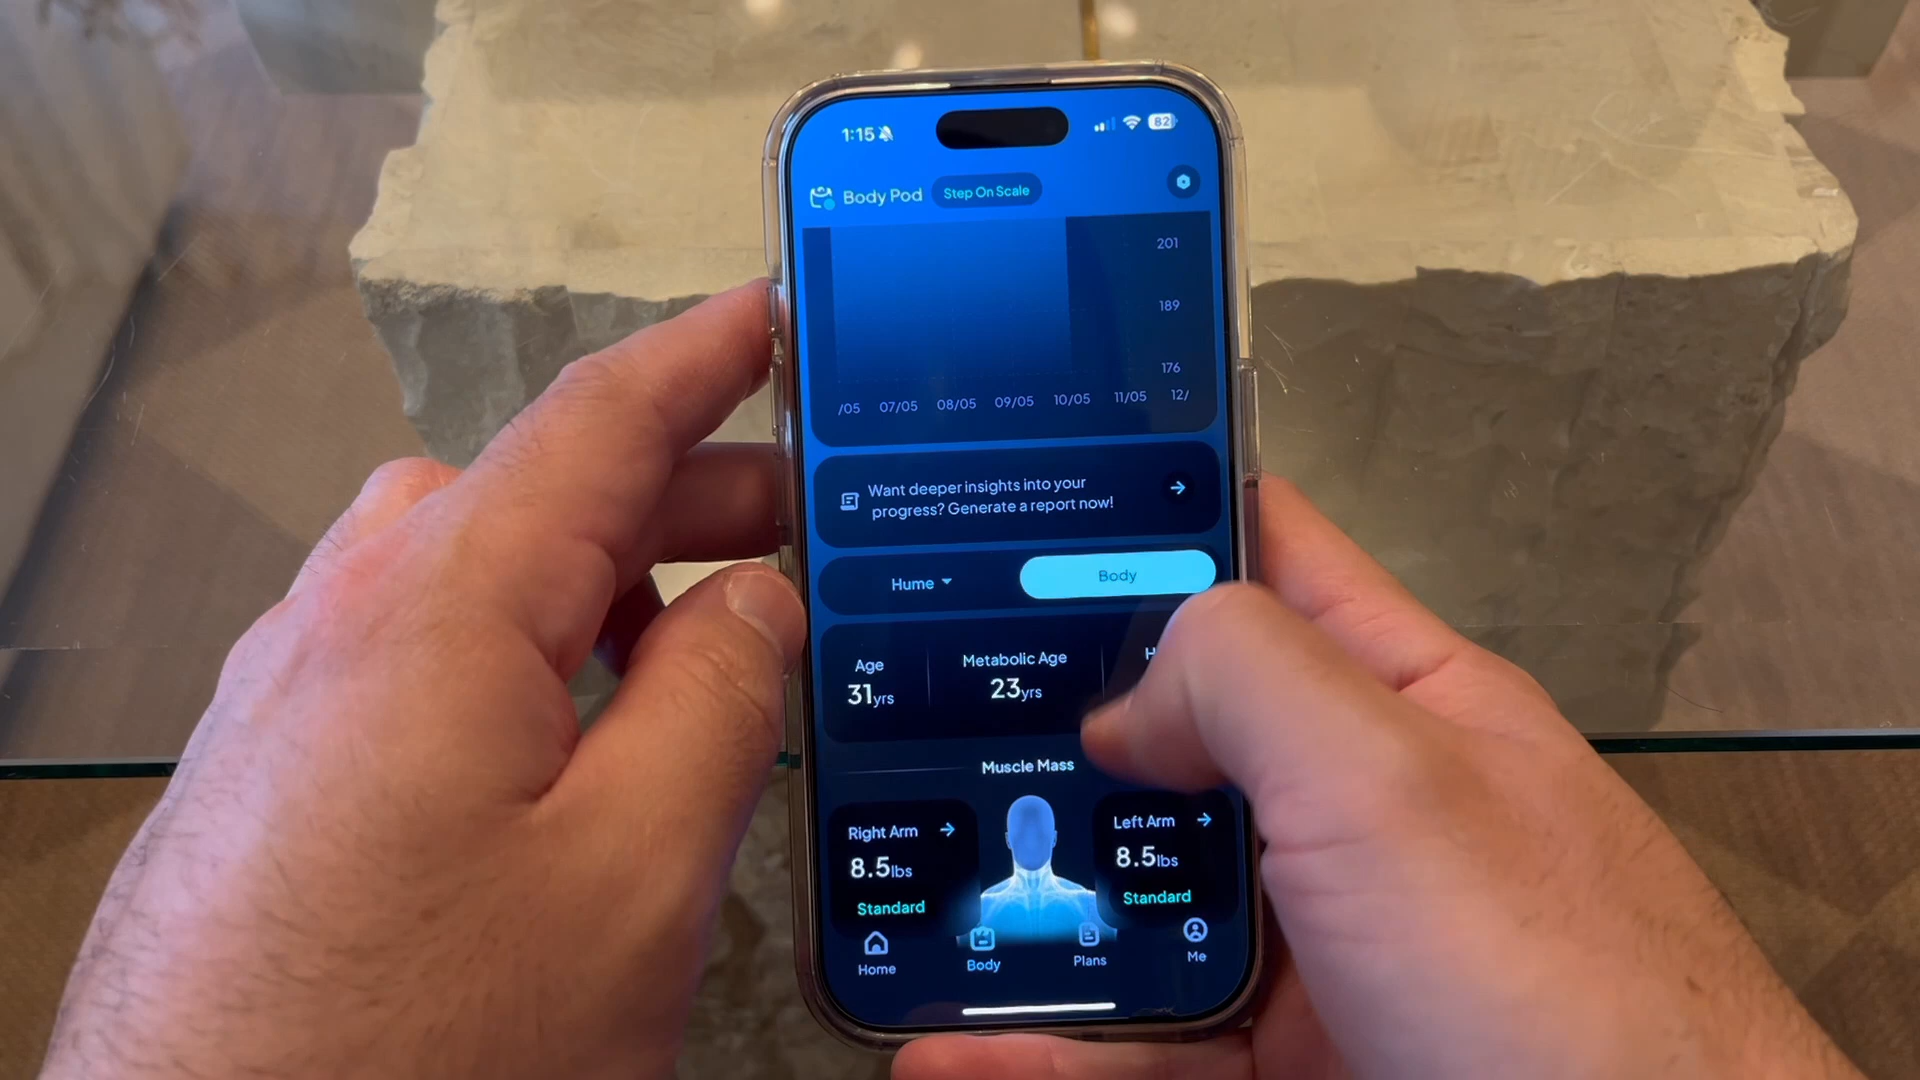 1:15
82
Body Pod
Step On Scale
201
189
176
/05 07/05 08/05 09/05 10/05 11/05 12/
Want deeper insights into your
progress? Generate a report now!
Hume
Body
Age
Metabolic Age
H
31yrs
23yrs
Muscle Mass
Right Arm
Left Arm
8.5lbs
8.5lbs
Standard
Standard
Home
Body
Plans
Me